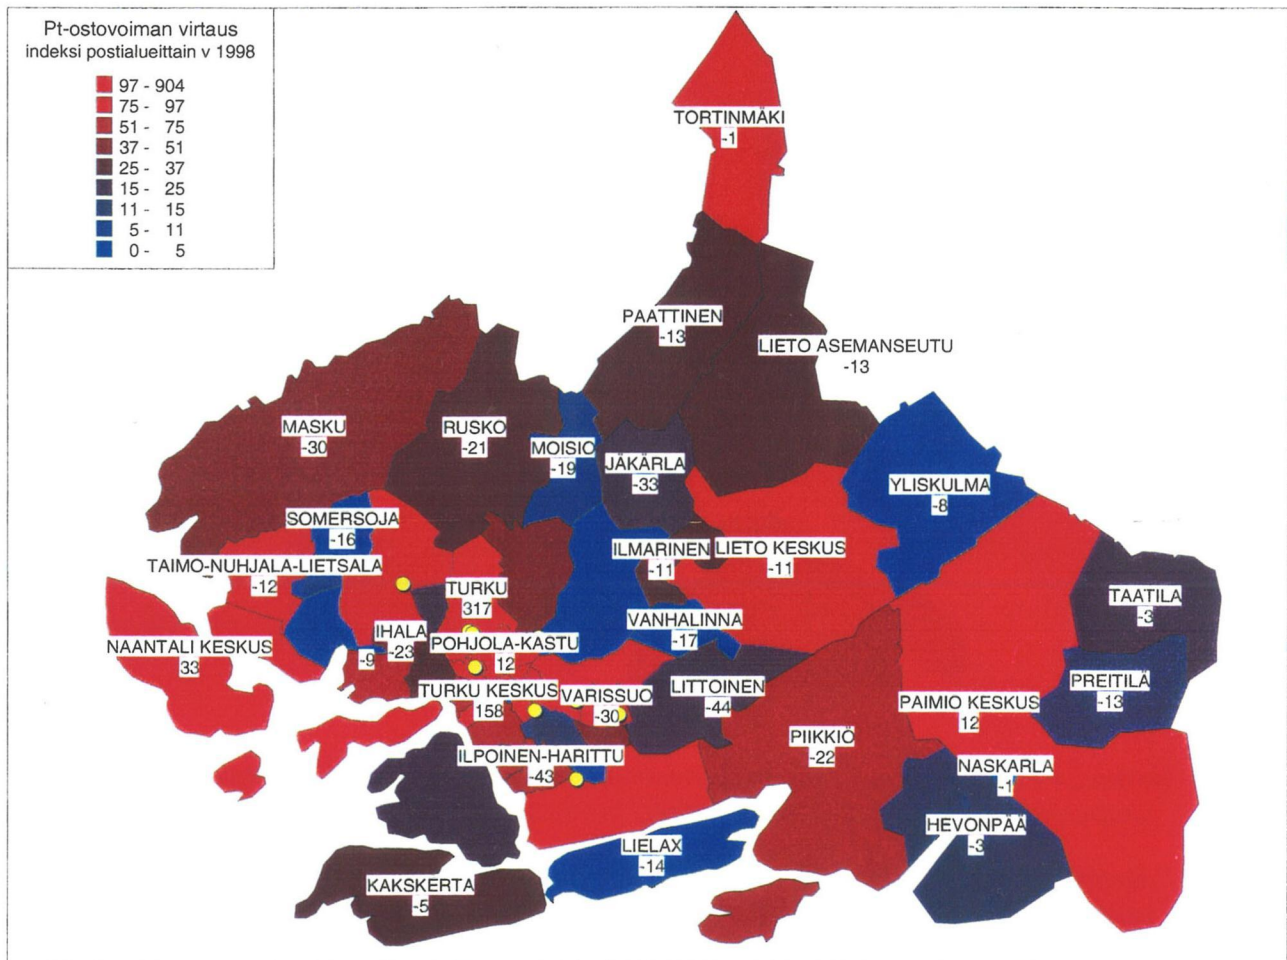 Pt-ostovoiman virtaus
indeksi postialueittain v 1998
97 - 904
75 - 97
51 - 75
37 - 51
25 - 37
15 - 25
11 - 15
5 - 11
0 - 5
TORTINMÄKI
-1
PAATTINEN
-13
LIETO ASEMANSEUTU
-13
MASKU
-30
RUSKO
-21
MOISIO
-19
JÄKÄRLA
-33
YLISKULMA
-8
SOMERSOJA
-16
ILMARINEN
-11
LIETO KESKUS
-11
TAIMO-NUHJALA-LIETSALA
-12
TURKU
317
TAATILA
-3
VANHALINNA
-17
IHALA
-23
-9
POHJOLA-KASTU
12
NAANTALI KESKUS
33
TURKU KESKUS
158
VARISSUO
-30
LITTOINEN
-44
PREITILÄ
-13
PAIMIO KESKUS
12
PIIKKIÖ
-22
ILPOINEN-HARITTU
-43
NASKARLA
-1
HEVONPÄÄ
-3
LIELAX
-14
KAKSKERTA
-5